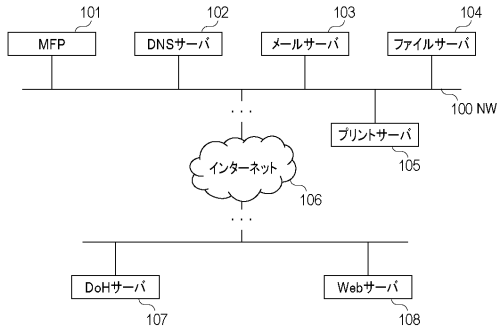 101
MFP
102
DNSサーバ
103
メールサーバ
104
ファイルサーバ
100 NW
プリントサーバ
105
インターネット
106
DoHサーバ
107
Webサーバ
108